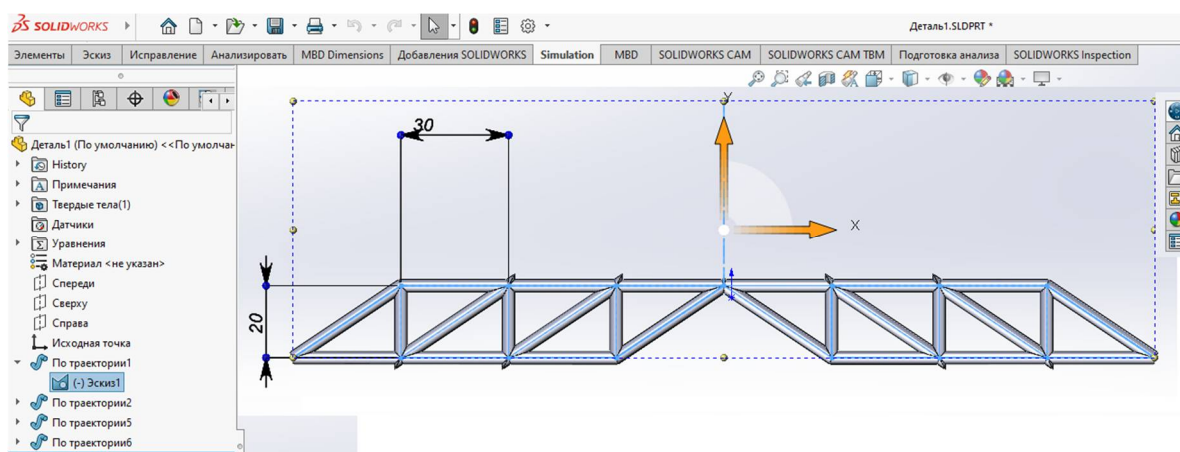 SOLIDWORKS
Деталь1.SLDPRT *
Элементы Эскиз Исправление Анализировать MBD Dimensions Добавления SOLIDWORKS Simulation MBD SOLIDWORKS CAM SOLIDWORKS CAM TBM Подготовка анализа SOLIDWORKS Inspection
Деталь1 (По умолчанию) <<По умолчан
History
Примечания
Твердые тела(1)
Датчики
Уравнения
Материал <не указан>
Спереди
Сверху
Справа
Исходная точка
По траектории1
(-) Эскиз1
По траектории2
По траектории5
По траектории6
30
20
Y
X